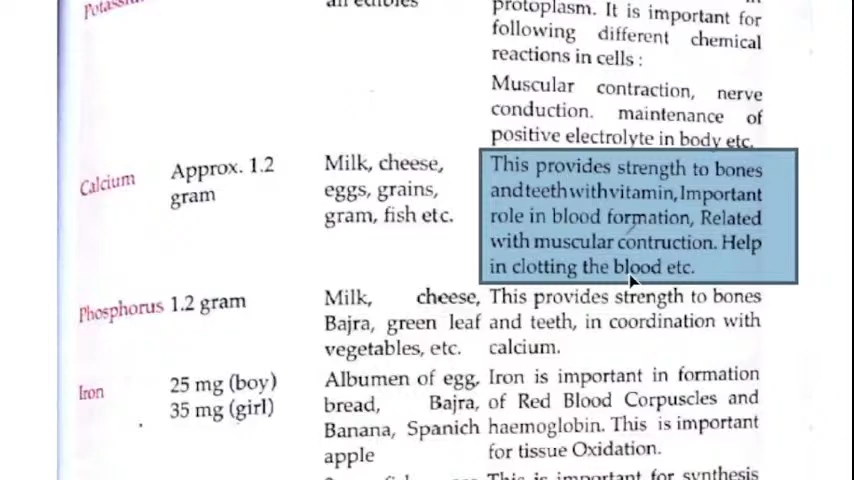 all edibles
protoplasm. It is important for
following different chemical
reactions in cells :
Muscular contraction, nerve
conduction. maintenance of
positive electrolyte in body etc.
Calcium
Approx. 1.2
gram
Milk, cheese,
eggs, grains,
gram, fish etc.
This provides strength to bones
and teeth with vitamin, Important
role in blood formation, Related
with muscular contruction. Help
in clotting the blood etc.
Phosphorus
1.2 gram
Milk, cheese,
Bajra, green leaf
vegetables, etc.
This provides strength to bones
and teeth, in coordination with
calcium.
Iron
25 mg (boy)
35 mg (girl)
Albumen of egg,
bread, Bajra,
Banana, Spanich
apple
Iron is important in formation
of Red Blood Corpuscles and
haemoglobin. This is important
for tissue Oxidation.
This is important for synthesis